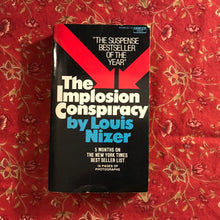 "THE SUSPENSE
BESTSELLER
OF THE
YEAR"
The
Implosion
Conspiracy
by Louis
Nizer
5 MONTHS ON
THE NEW YORK TIMES
BEST SELLER LIST
16 PAGES OF
PHOTOGRAPHS